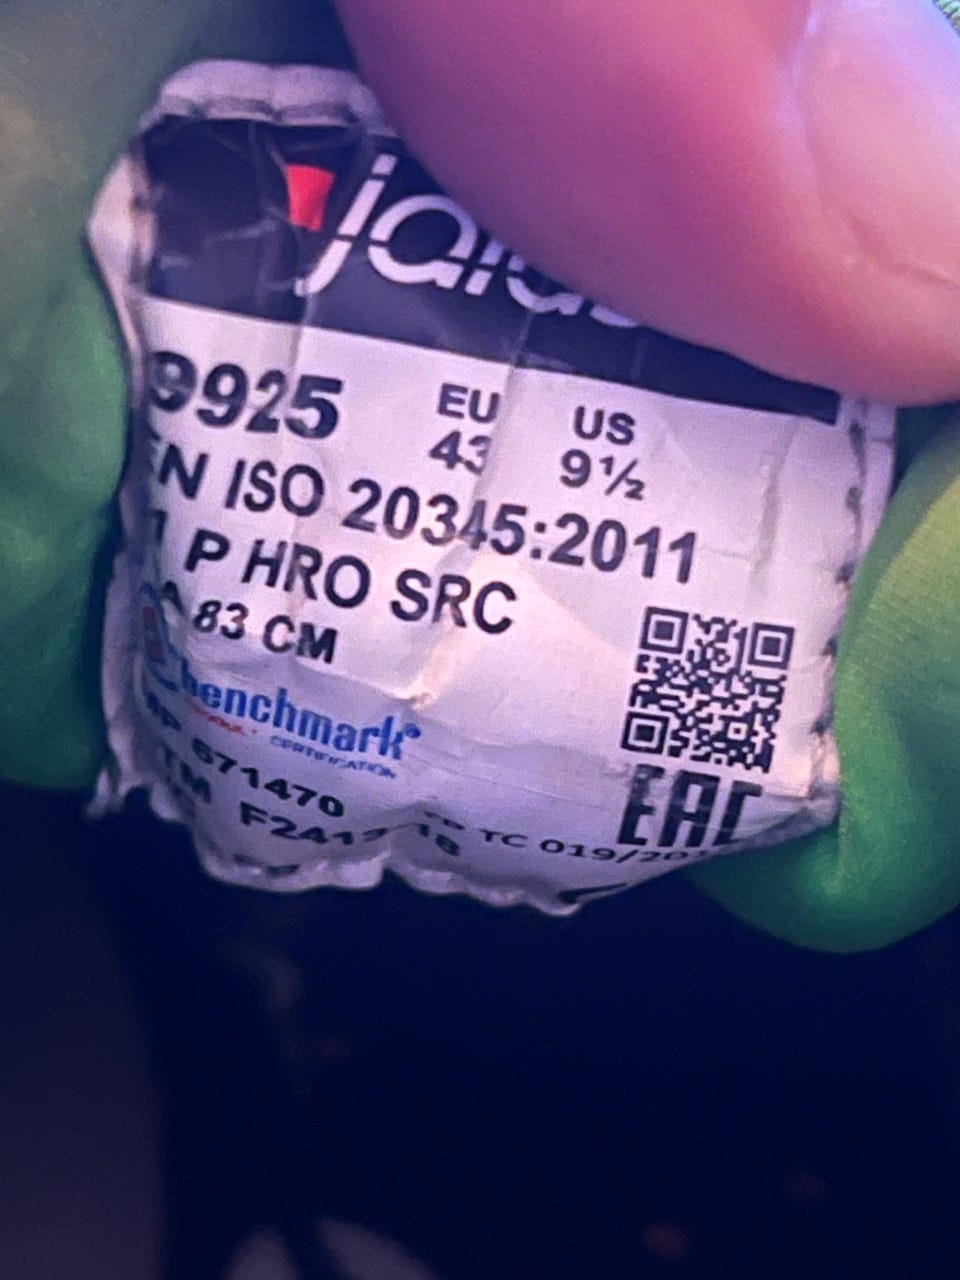 9925
EU
43
US
9½
EN ISO 20345:2011
P HRO SRC
83 CM
benchmark®
CERTIFICATION
671470
TC 019/201
EAC